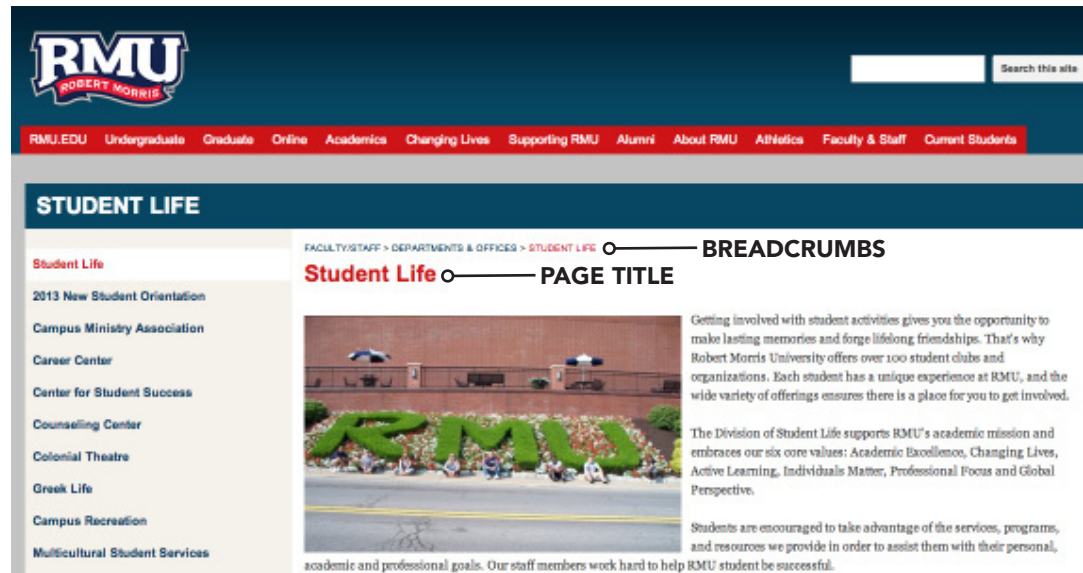 RMU
ROBERT MORRIS
Search this site
RMU.EDU Undergraduate Graduate Online Academics Changing Lives Supporting RMU Alumni About RMU Athletics Faculty & Staff Current Students
STUDENT LIFE
Student Life
2013 New Student Orientation
Campus Ministry Association
Career Center
Center for Student Success
Counseling Center
Colonial Theatre
Greek Life
Campus Recreation
Multicultural Student Services
FACULTY/STAFF > DEPARTMENTS & OFFICES > STUDENT LIFE
BREADCRUMBS
Student Life
PAGE TITLE
RMU
Getting involved with student activities gives you the opportunity to
make lasting memories and forge lifelong friendships. That's why
Robert Morris University offers over 100 student clubs and
organizations. Each student has a unique experience at RMU, and the
wide variety of offerings ensures there is a place for you to get involved.
The Division of Student Life supports RMU's academic mission and
embraces our six core values: Academic Excellence, Changing Lives,
Active Learning, Individuals Matter, Professional Focus and Global
Perspective.
Students are encouraged to take advantage of the services, programs,
and resources we provide in order to assist them with their personal,
academic and professional goals. Our staff members work hard to help RMU student be successful.